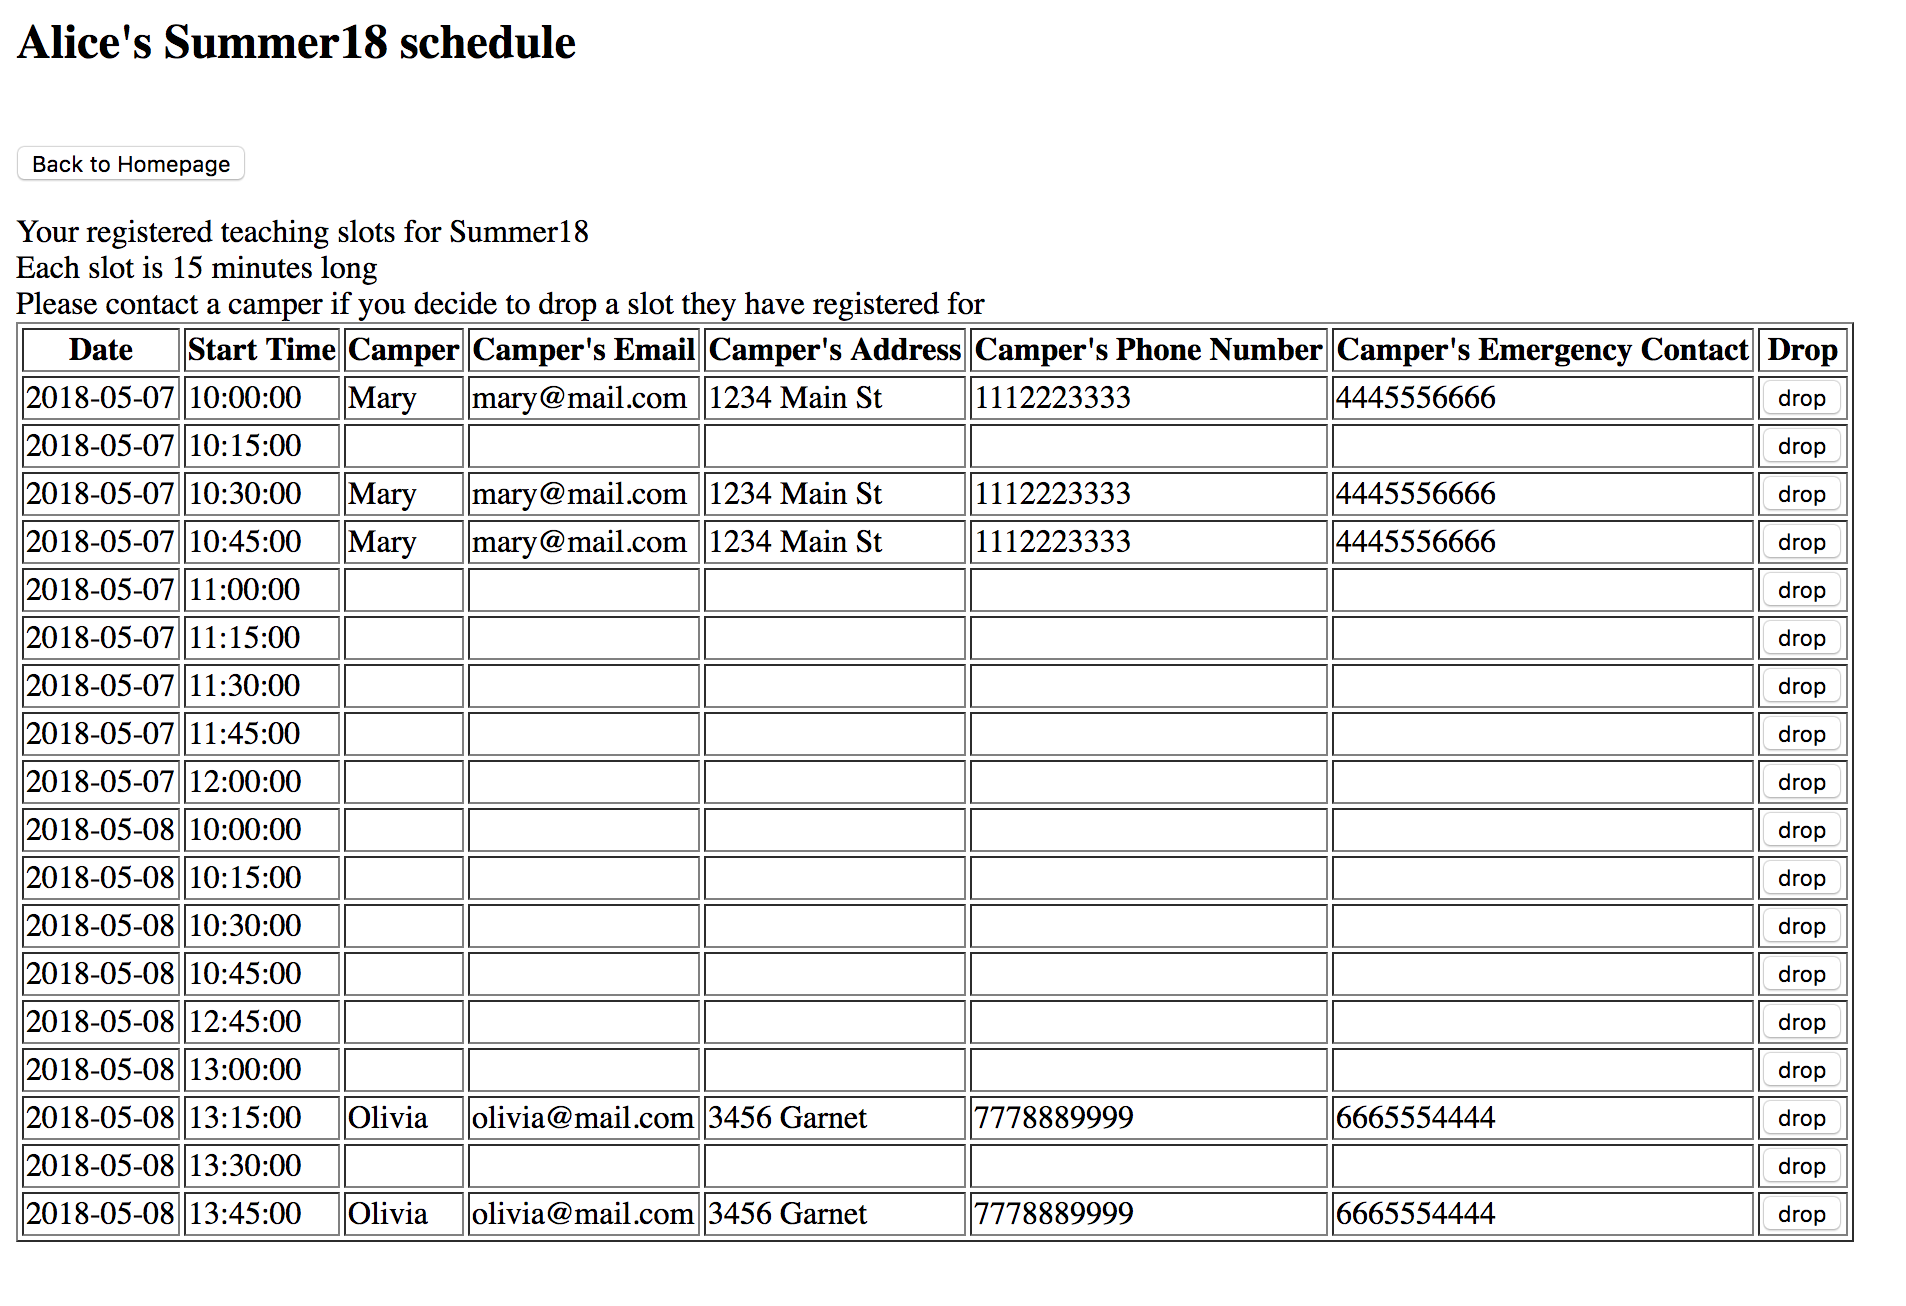 Alice's Summer18 schedule
Back to Homepage
Your registered teaching slots for Summer18
Each slot is 15 minutes long
Please contact a camper if you decide to drop a slot they have registered for
Date Start Time Camper Camper's Email Camper's Address Camper's Phone Number Camper's Emergency Contact Drop
2018-05-07 10:00:00 Mary mary@mail.com 1234 Main St 1112223333 4445556666 drop
2018-05-07 10:15:00 drop
2018-05-07 10:30:00 Mary mary@mail.com 1234 Main St 1112223333 4445556666 drop
2018-05-07 10:45:00 Mary mary@mail.com 1234 Main St 1112223333 4445556666 drop
2018-05-07 11:00:00 drop
2018-05-07 11:15:00 drop
2018-05-07 11:30:00 drop
2018-05-07 11:45:00 drop
2018-05-07 12:00:00 drop
2018-05-08 10:00:00 drop
2018-05-08 10:15:00 drop
2018-05-08 10:30:00 drop
2018-05-08 10:45:00 drop
2018-05-08 12:45:00 drop
2018-05-08 13:00:00 drop
2018-05-08 13:15:00 Olivia olivia@mail.com 3456 Garnet 7778889999 6665554444 drop
2018-05-08 13:30:00 drop
2018-05-08 13:45:00 Olivia olivia@mail.com 3456 Garnet 7778889999 6665554444 drop